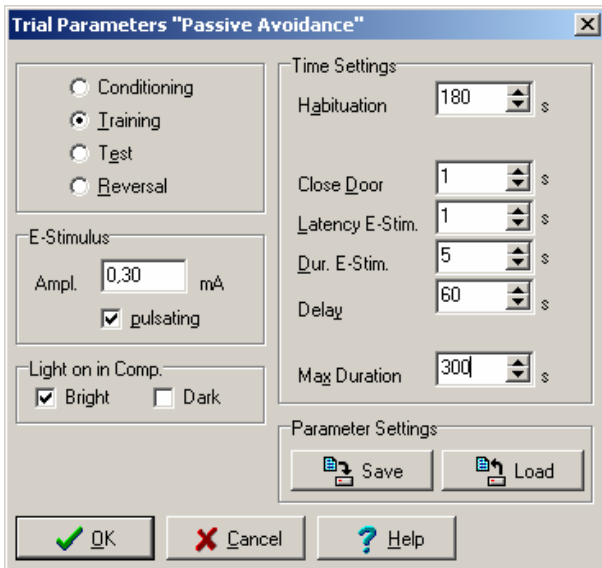 Trial Parameters "Passive Avoidance"
Conditioning
Training
Test
Reversal
E-Stimulus
Ampl. 0,30 mA
pulsating
Light on in Comp.
Bright Dark
Time Settings
Habituation 180 s
Close Door 1 s
Latency E-Stim. 1 s
Dur. E-Stim. 5 s
Delay 60 s
Max Duration 300 s
Parameter Settings
Save Load
OK Cancel Help